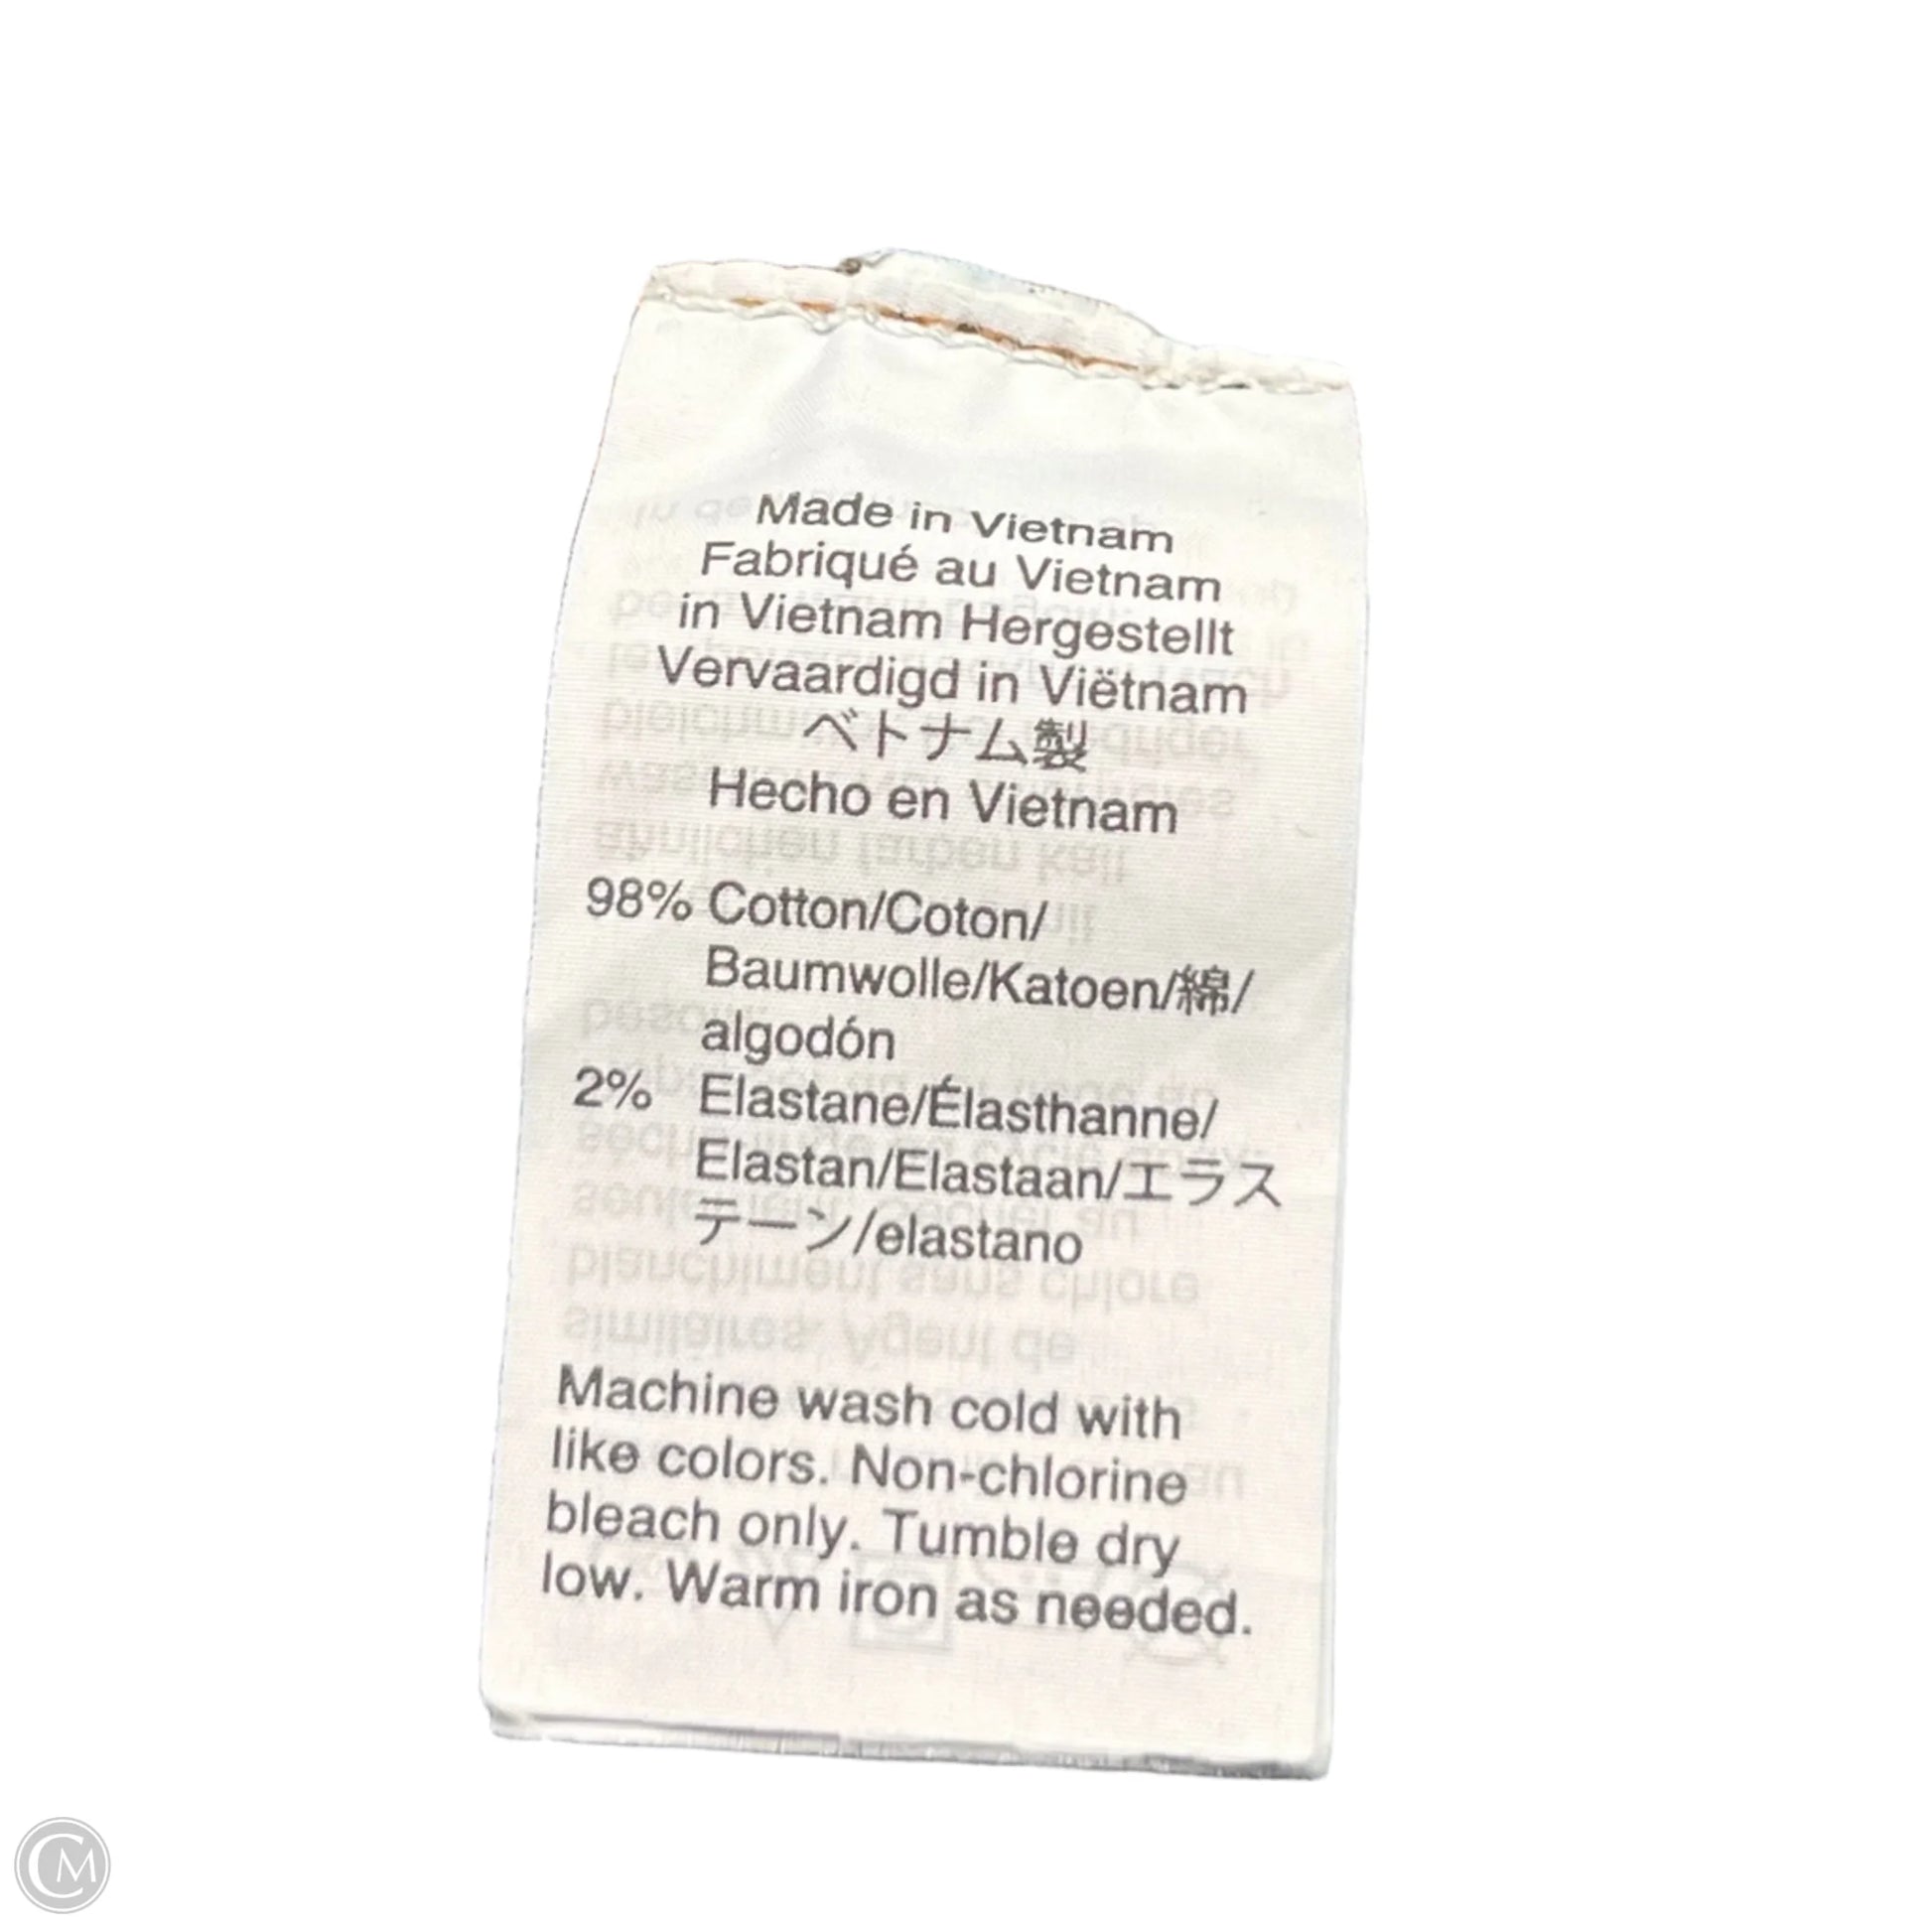 Made in Vietnam
Fabriqué au Vietnam
in Vietnam Hergestellt
Vervaardigd in Viëtnam
ベトナム製
Hecho en Vietnam
98% Cotton/Coton/
Baumwolle/Katoen/綿/
algodón
2% Elastane/Élasthanne/
Elastan/Elastaan/エラス
テーン/elastano
Machine wash cold with
like colors. Non-chlorine
bleach only. Tumble dry
low. Warm iron as needed.
CM